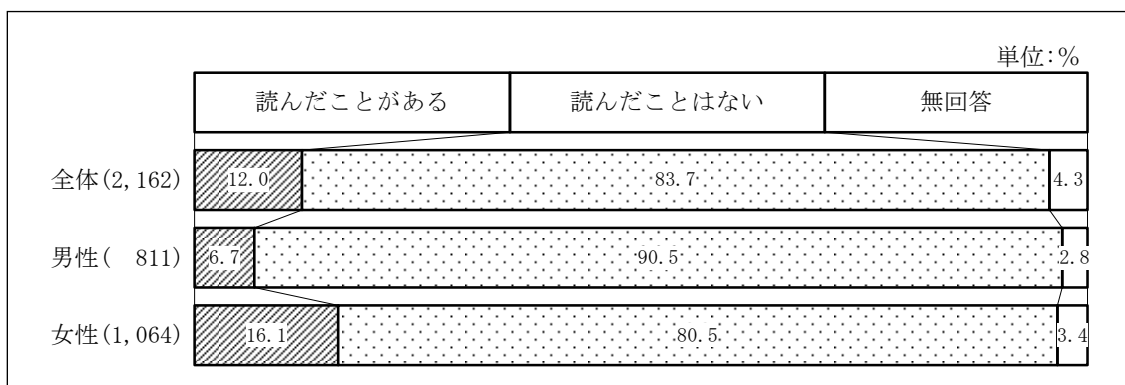 単位:%
読んだことがある 読んだことはない 無回答
全体(2,162) 12.0 83.7 4.3
男性( 811) 6.7 90.5 2.8
女性(1,064) 16.1 80.5 3.4